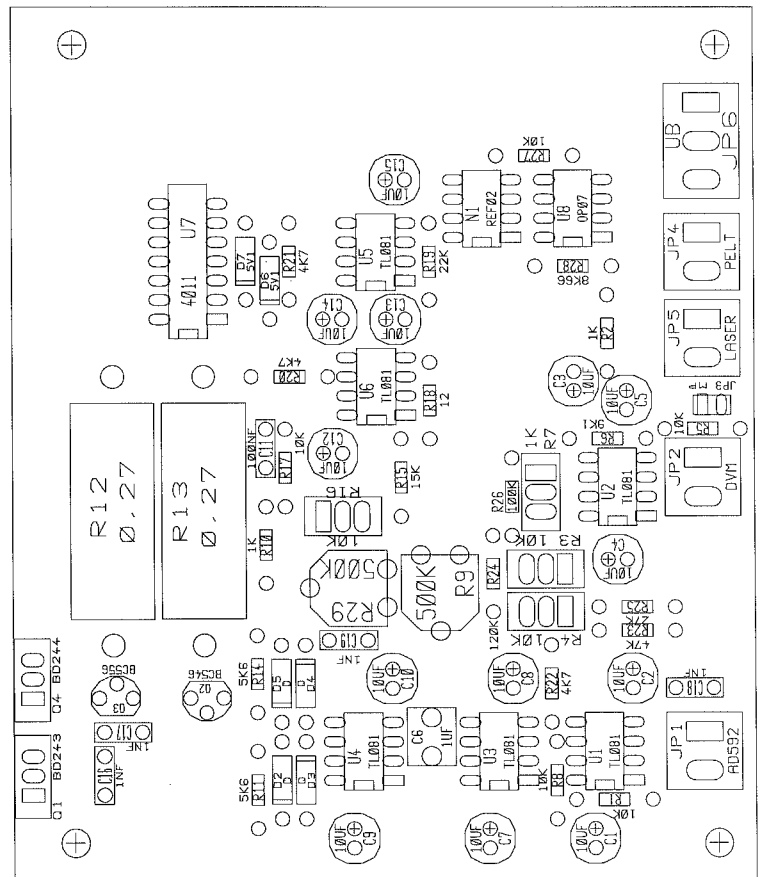 C15
10UF
10K
R27
UB
JP6
U7
4011
N1
REF02
U8
OP07
U5
TL081
D7
5V1
D6
5V1
R21
4K7
R19
22K
JP4
PELT
R28
8K66
C14
10UF
C13
10UF
1K
R2
JP5
LASER
4K7
R20
U6
TL081
R18
12
C3
10UF
10UF
C5
JP3
MP
R12
0,27
R13
0,27
100NF
C11
10K
R17
C12
10UF
R15
15K
1K
R7
9K1
R6
10K
R5
JP2
DVM
R26
100K
U2
TL081
R16
10K
1K
R10
500K
R29
500K
R9
R24
120K
R3 10K
R4
10K
C4
10UF
R25
27K
R23
47K
C19
1NF
BD244
Q4
BC556
Q3
BC546
Q2
5K6
R14
D5
D
D
D4
10UF
C10
10UF
C8
R22
4K7
10UF
C2
1NF
C18
C17
1NF
C16
1NF
BD243
Q1
5K6
R11
D2
D
D
D3
U4
TL081
C6
1UF
U3
TL081
10K
R8
U1
TL081
R1
10K
JP1
AD592
10UF
C9
10UF
C7
10UF
C1